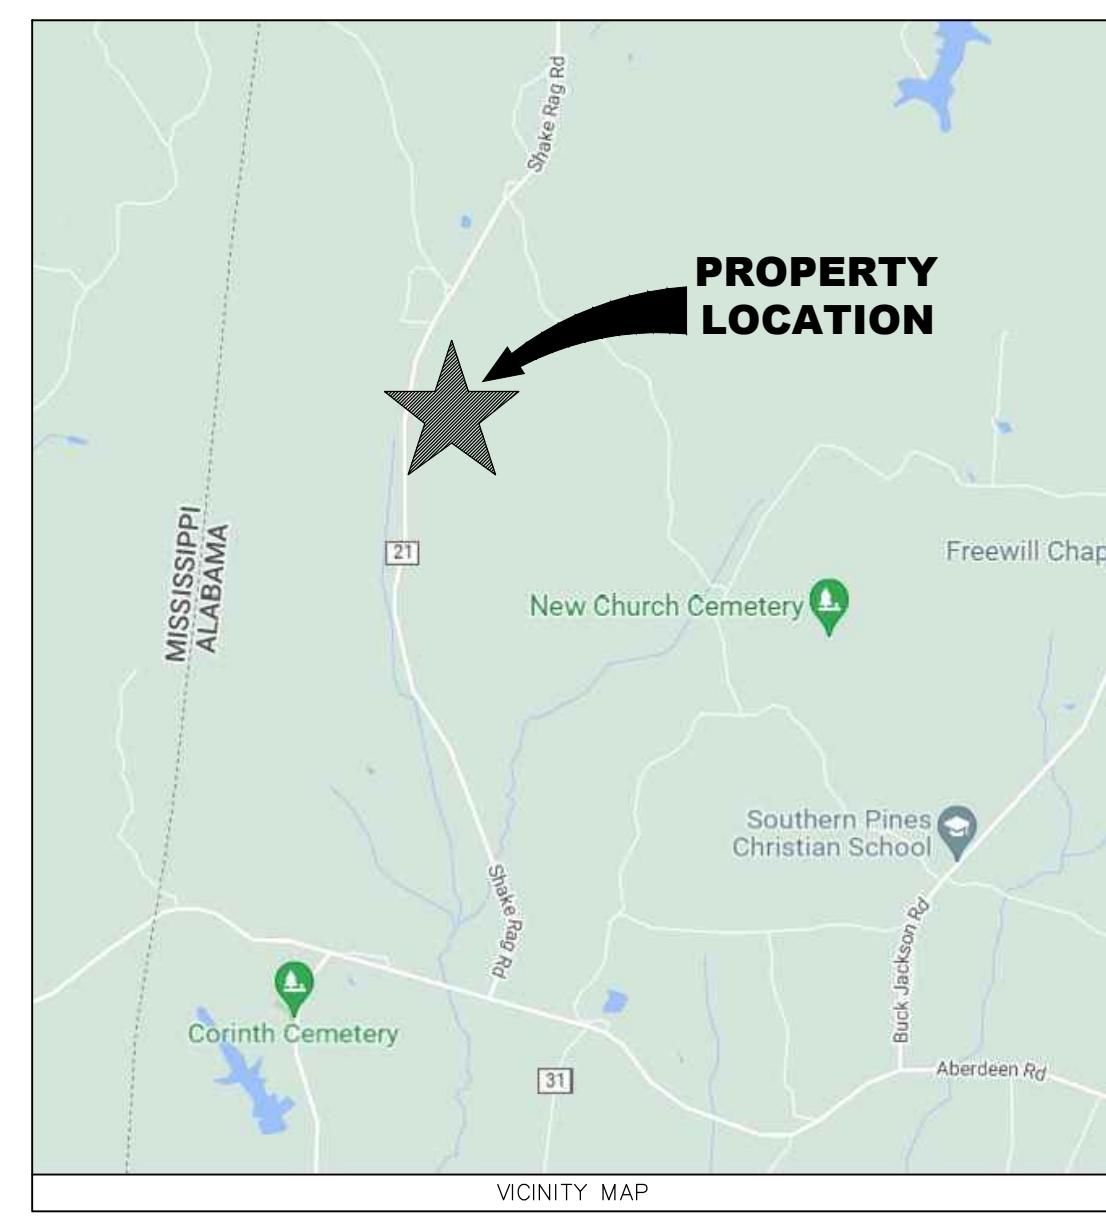 Shake Rag Rd
PROPERTY
LOCATION
MISSISSIPPI
ALABAMA
21
Freewill Chap
New Church Cemetery
Southern Pines
Christian School
Shake Rag Rd
Buck Jackson Rd
Corinth Cemetery
31
Aberdeen Rd
VICINITY MAP